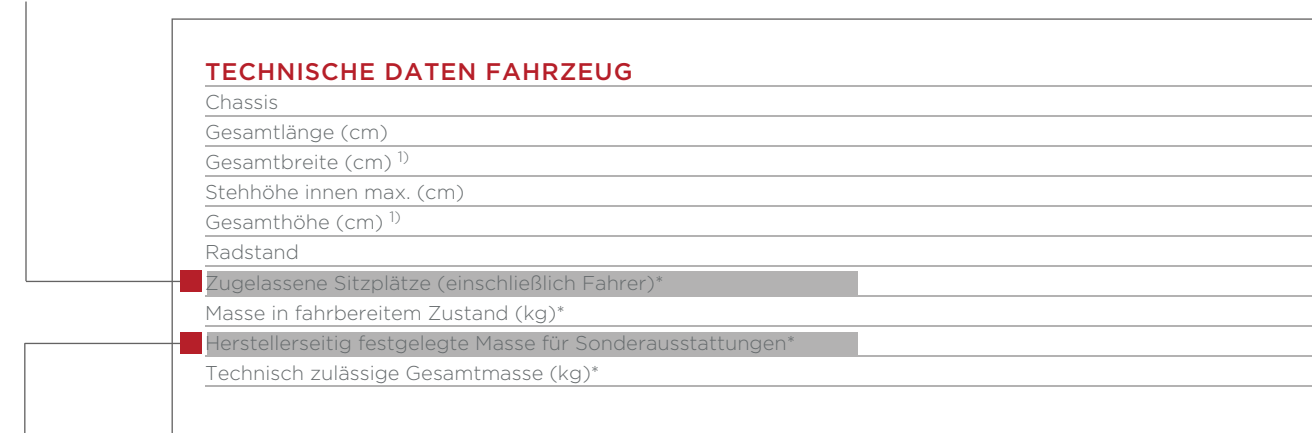 TECHNISCHE DATEN FAHRZEUG
Chassis
Gesamtlänge (cm)
Gesamtbreite (cm) 1)
Stehhöhe innen max. (cm)
Gesamthöhe (cm) 1)
Radstand
Zugelassene Sitzplätze (einschließlich Fahrer)*
Masse in fahrbereitem Zustand (kg)*
Herstellerseitig festgelegte Masse für Sonderausstattungen*
Technisch zulässige Gesamtmasse (kg)*